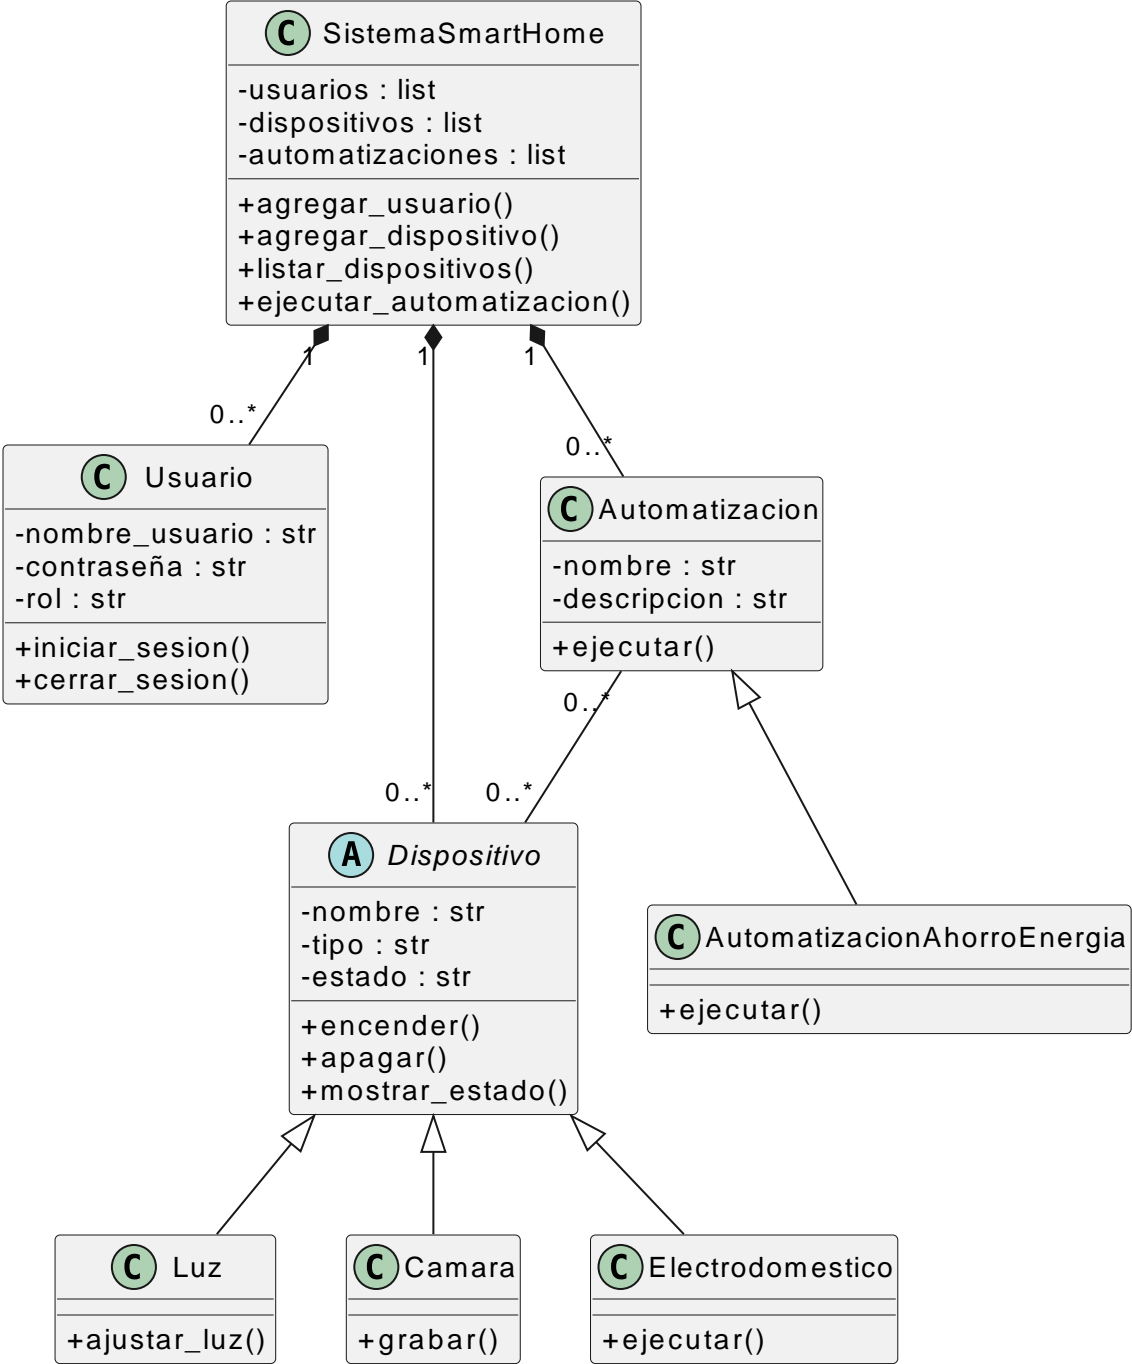 C SistemaSmartHome
-usuarios : list
-dispositivos : list
-automatizaciones : list
+agregar_usuario()
+agregar_dispositivo()
+listar_dispositivos()
+ejecutar_automatizacion()
1
1
1
0..*
0..*
C Usuario
-nombre_usuario : str
-contraseña : str
-rol : str
+iniciar_sesion()
+cerrar_sesion()
C Automatizacion
-nombre : str
-descripcion : str
+ejecutar()
0..*
0..*
0..*
A Dispositivo
-nombre : str
-tipo : str
-estado : str
+encender()
+apagar()
+mostrar_estado()
C AutomatizacionAhorroEnergia
+ejecutar()
C Luz
+ajustar_luz()
C Camara
+grabar()
C Electrodomestico
+ejecutar()